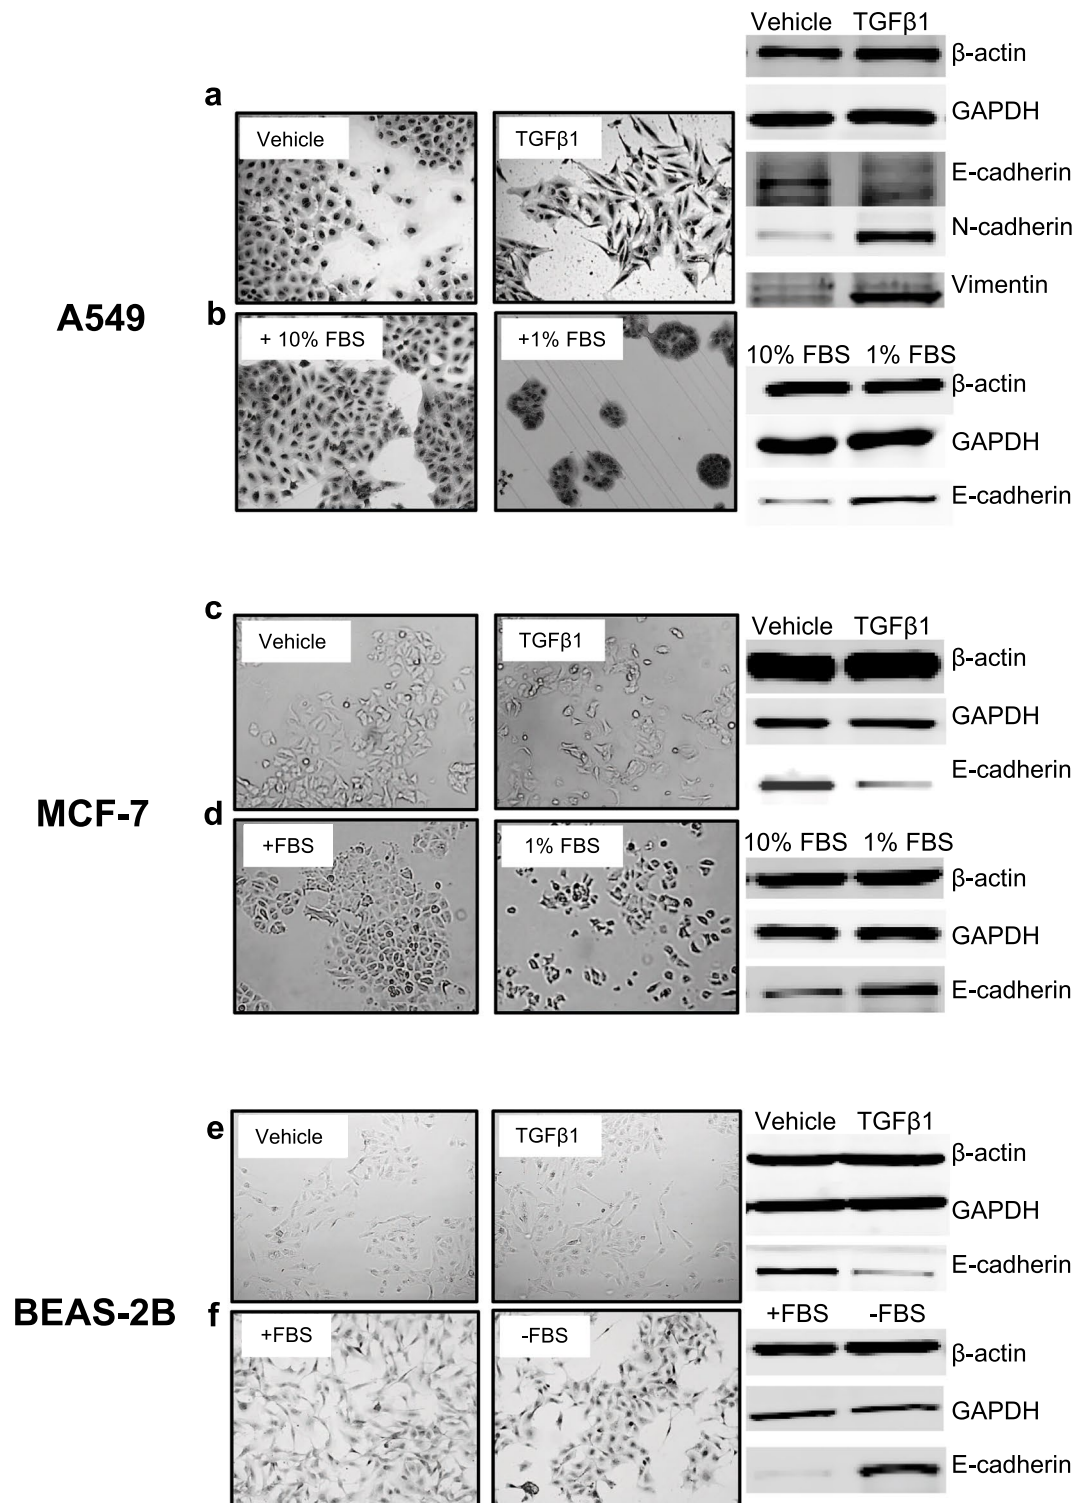 Vehicle TGFβ1
β-actin
a
GAPDH
Vehicle
TGFβ1
E-cadherin
N-cadherin
Vimentin
A549
b
+ 10% FBS
+1% FBS
10% FBS 1% FBS
β-actin
GAPDH
E-cadherin
c
Vehicle
TGFβ1
Vehicle TGFβ1
β-actin
GAPDH
E-cadherin
MCF-7
d
+FBS
1% FBS
10% FBS 1% FBS
β-actin
GAPDH
E-cadherin
e
Vehicle
TGFβ1
Vehicle TGFβ1
β-actin
GAPDH
E-cadherin
BEAS-2B
f
+FBS
-FBS
+FBS -FBS
β-actin
GAPDH
E-cadherin